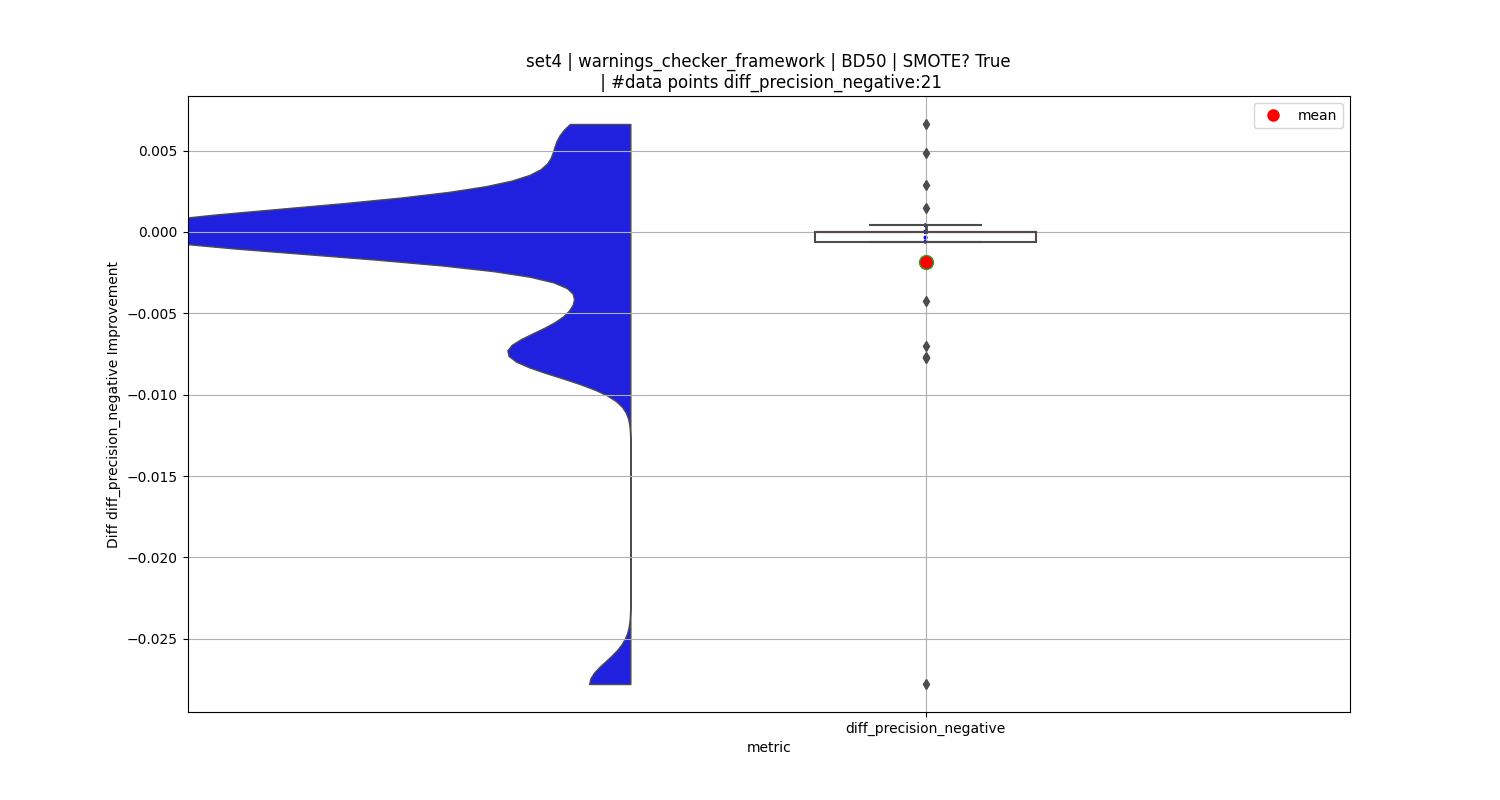 set4 | warnings_checker_framework | BD50 | SMOTE? True
| #data points diff_precision_negative:21
mean
0.005
0.000
−0.005
−0.010
−0.015
−0.020
−0.025
Diff diff_precision_negative Improvement
diff_precision_negative
metric